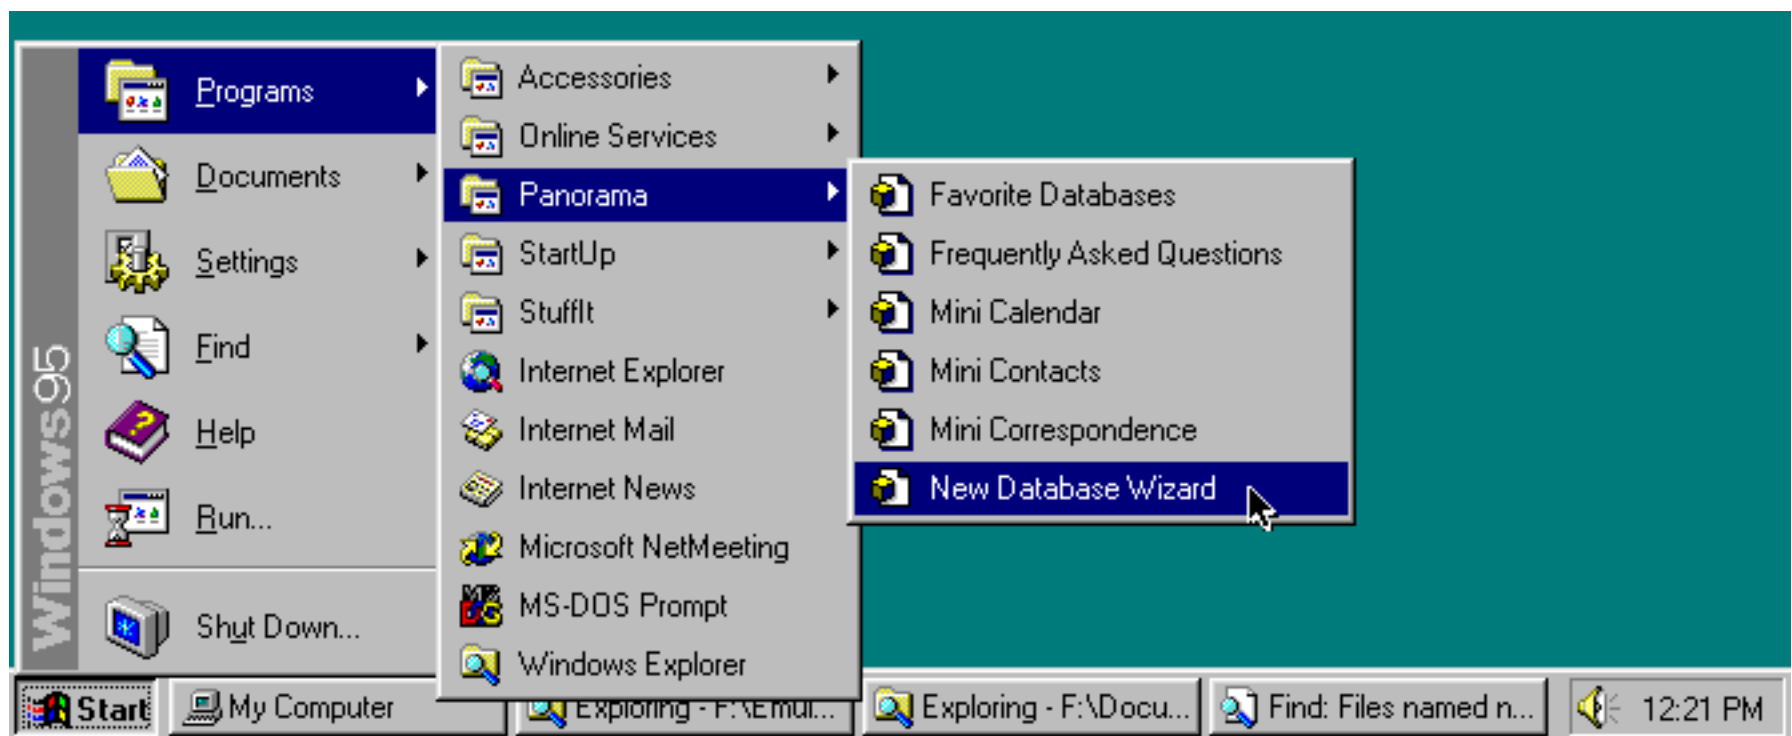 Windows95
Programs
Documents
Settings
Find
Help
Run...
Shut Down...
Accessories
Online Services
Panorama
StartUp
StuffIt
Internet Explorer
Internet Mail
Internet News
Microsoft NetMeeting
MS-DOS Prompt
Windows Explorer
Favorite Databases
Frequently Asked Questions
Mini Calendar
Mini Contacts
Mini Correspondence
New Database Wizard
Start
My Computer
Exploring - F:\Emul...
Exploring - F:\Docu...
Find: Files named n...
12:21 PM